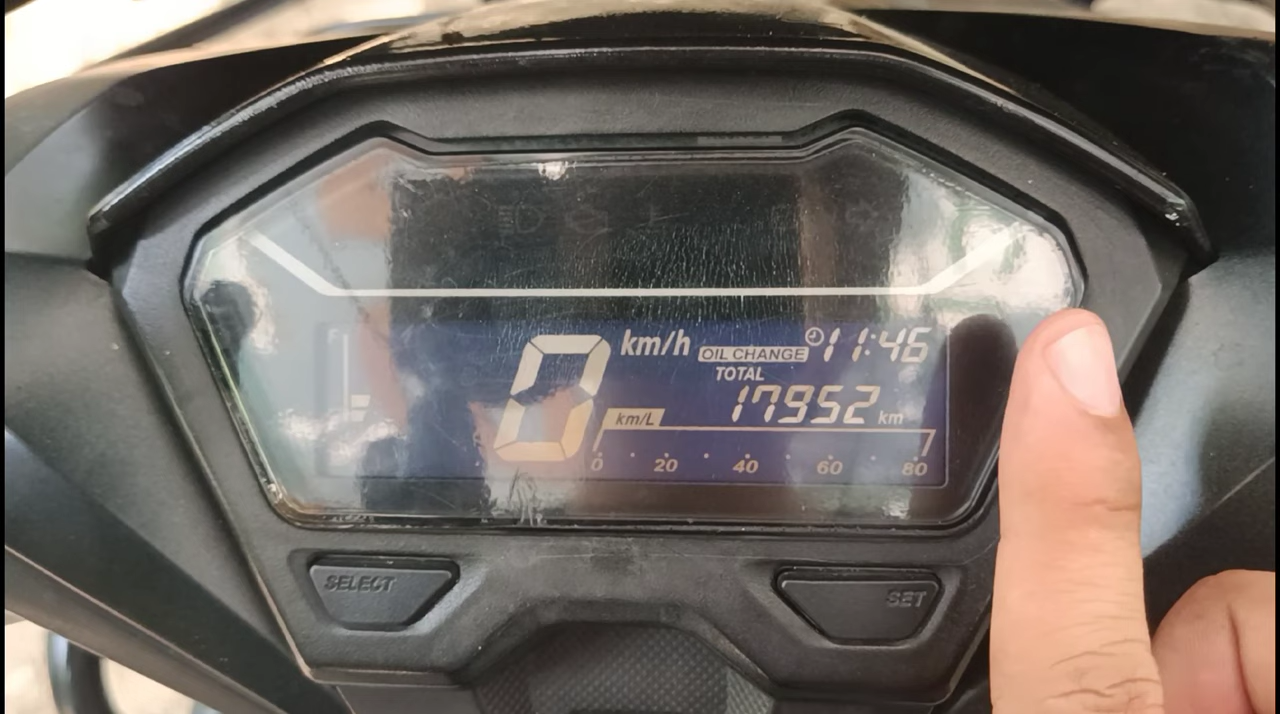 km/h
OIL CHANGE
11:46
TOTAL
17952 km
0
km/L
0 20 40 60 80
SELECT
SET